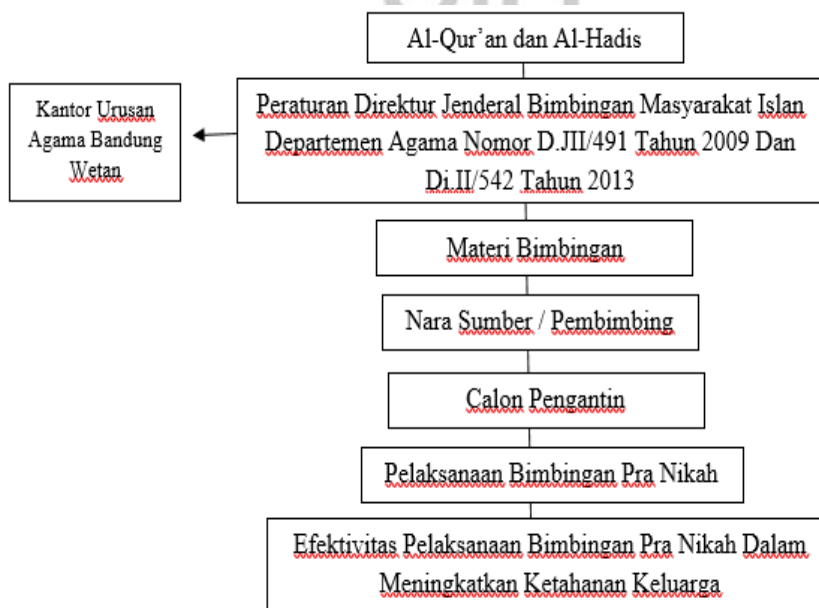 Al-Qur’an dan Al-Hadis
Kantor Urusan
Agama Bandung
Wetan
Peraturan Direktur Jenderal Bimbingan Masyarakat Islan
Departemen Agama Nomor D.JII/491 Tahun 2009 Dan
Di.II/542 Tahun 2013
Materi Bimbingan
Nara Sumber / Pembimbing
Calon Pengantin
Pelaksanaan Bimbingan Pra Nikah
Efektivitas Pelaksanaan Bimbingan Pra Nikah Dalam
Meningkatkan Ketahanan Keluarga